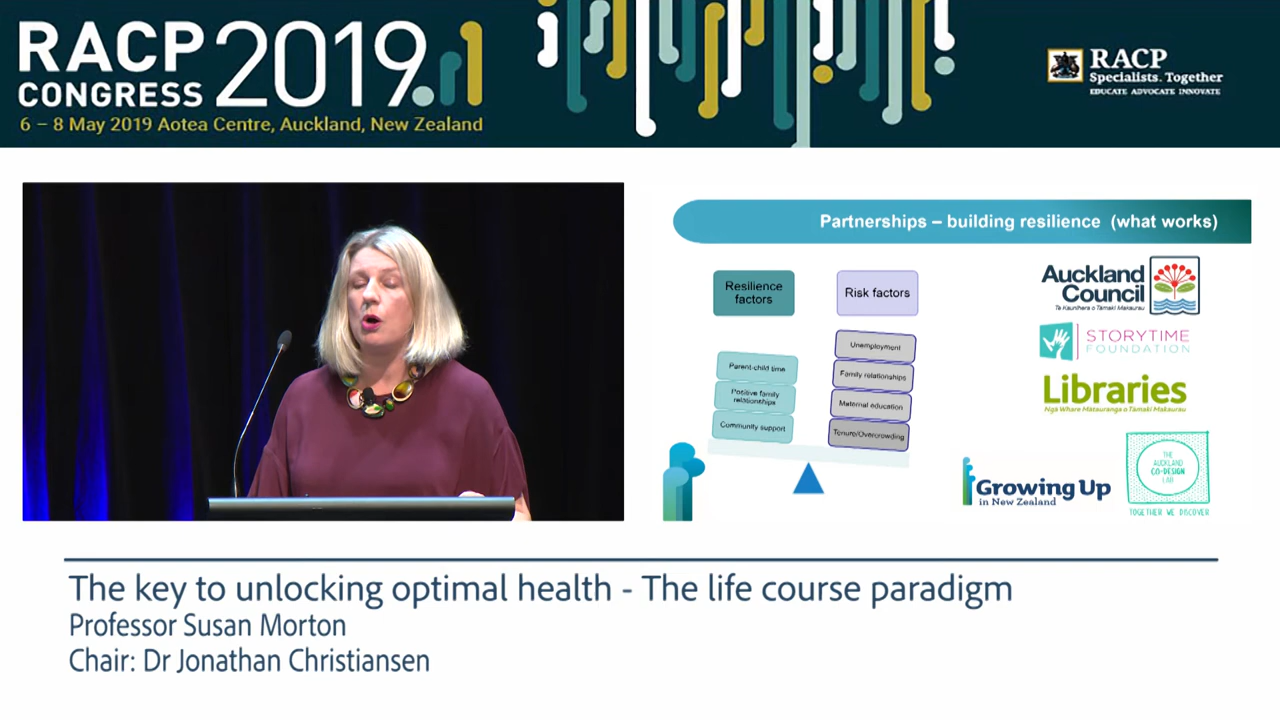 RACP
CONGRESS 2019
6 – 8 May 2019 Aotea Centre, Auckland, New Zealand
RACP
Specialists. Together
EDUCATE ADVOCATE INNOVATE
Partnerships – building resilience (what works)
Resilience
factors
Risk factors
Parent-child time
Positive family
relationships
Community support
Unemployment
Family relationships
Maternal education
Tenure/Overcrowding
Auckland
Council
Te Kaunihera o Tāmaki Makaurau
STORYTIME
FOUNDATION
Libraries
Ngā Whare Mātauranga o Tāmaki Makaurau
Growing Up
in New Zealand
THE
AUCKLAND
CO-DESIGN
LAB
TOGETHER WE DISCOVER
The key to unlocking optimal health - The life course paradigm
Professor Susan Morton
Chair: Dr Jonathan Christiansen